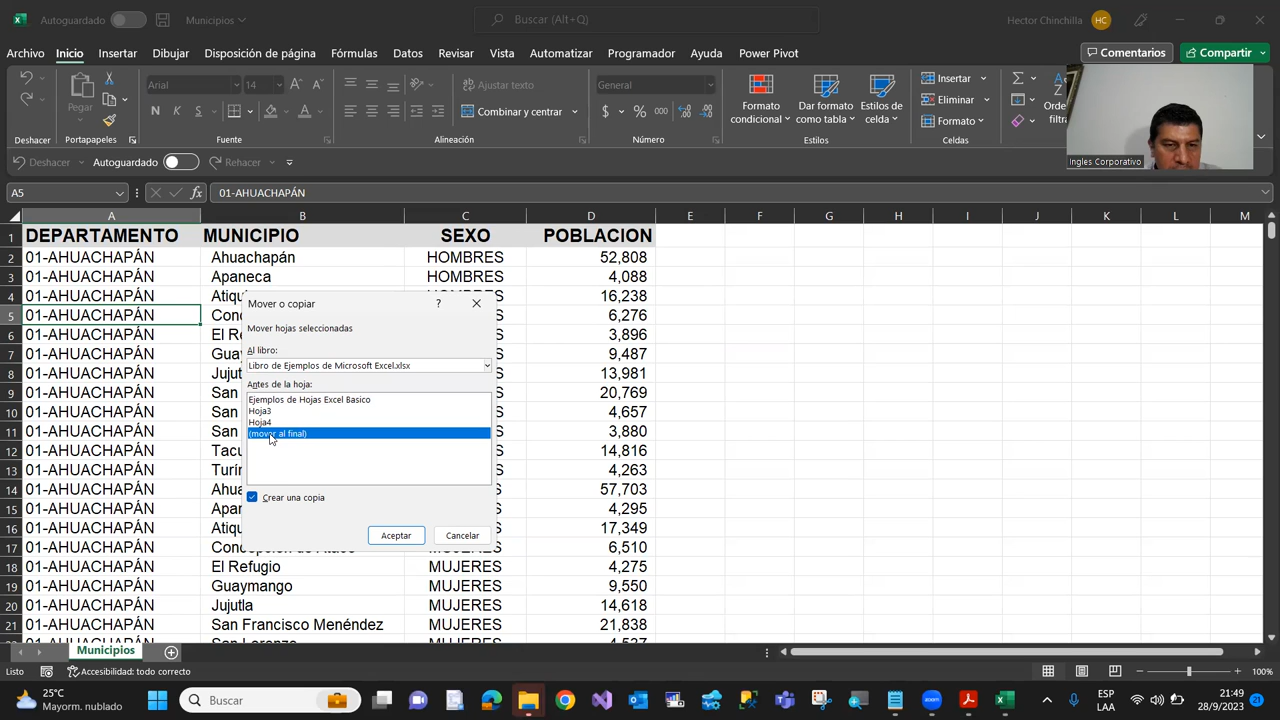 Autoguardado Municipios Buscar (Alt+Q) Hector Chinchilla HC
Archivo Inicio Insertar Dibujar Disposición de página Fórmulas Datos Revisar Vista Automatizar Programador Ayuda Power Pivot Comentarios Compartir
Pegar Arial 14 Ajustar texto General Formato Dar formato Estilos de Insertar
N K S Combinar y centrar $ % 000 condicional como tabla celda Eliminar
Formato
Deshacer Portapapeles Fuente Alineación Número Estilos Celdas
Deshacer Autoguardado Rehacer Ingles Corporativo
A5 fx 01-AHUACHAPÁN
A B C D E F G H I J K L M
1 DEPARTAMENTO MUNICIPIO SEXO POBLACION
2 01-AHUACHAPÁN Ahuachapán HOMBRES 52,808
3 01-AHUACHAPÁN Apaneca HOMBRES 4,088
4 01-AHUACHAPÁN Atiqu HOMBRES 16,238
5 01-AHUACHAPÁN Conc S 6,276
6 01-AHUACHAPÁN El Re S 3,896
7 01-AHUACHAPÁN Guay S 9,487
8 01-AHUACHAPÁN Jujut S 13,981
9 01-AHUACHAPÁN San S 20,769
10 01-AHUACHAPÁN San S 4,657
11 01-AHUACHAPÁN San S 3,880
12 01-AHUACHAPÁN Tacu S 14,816
13 01-AHUACHAPÁN Turín S 4,263
14 01-AHUACHAPÁN Ahua S 57,703
15 01-AHUACHAPÁN Apan S 4,295
16 01-AHUACHAPÁN Atiqu S 17,349
17 01-AHUACHAPÁN Concepción de Ataco MUJERES 6,510
18 01-AHUACHAPÁN El Refugio MUJERES 4,275
19 01-AHUACHAPÁN Guaymango MUJERES 9,550
20 01-AHUACHAPÁN Jujutla MUJERES 14,618
21 01-AHUACHAPÁN San Francisco Menéndez MUJERES 21,838
01-AHUACHAPÁN San Lorenzo MUJERES 4,537
Mover o copiar ?
Mover hojas seleccionadas
Al libro:
Libro de Ejemplos de Microsoft Excel.xlsx
Antes de la hoja:
Ejemplos de Hojas Excel Basico
Hoja3
Hoja4
(mover al final)
Crear una copia
Aceptar Cancelar
Municipios
Listo Accesibilidad: todo correcto 100%
25°C
Mayorm. nublado
Buscar
ESP
LAA
21:49
28/9/2023